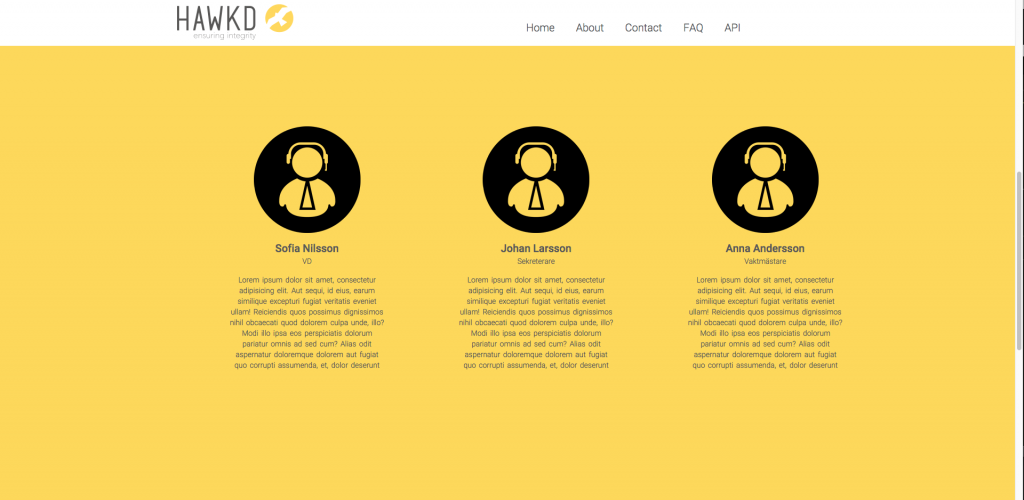 HAWKD
ensuring integrity
Home About Contact FAQ API
Sofia Nilsson
VD
Lorem ipsum dolor sit amet, consectetur
adipisicing elit. Aut sequi, id eius, earum
similique excepturi fugiat veritatis eveniet
ullam! Reiciendis quos possimus dignissimos
nihil obcaecati quod dolorem culpa unde, illo?
Modi illo ipsa eos perspiciatis dolorum
pariatur omnis ad sed cum? Alias odit
aspernatur doloremque dolorem aut fugiat
quo corrupti assumenda, et, dolor deserunt
Johan Larsson
Sekreterare
Lorem ipsum dolor sit amet, consectetur
adipisicing elit. Aut sequi, id eius, earum
similique excepturi fugiat veritatis eveniet
ullam! Reiciendis quos possimus dignissimos
nihil obcaecati quod dolorem culpa unde, illo?
Modi illo ipsa eos perspiciatis dolorum
pariatur omnis ad sed cum? Alias odit
aspernatur doloremque dolorem aut fugiat
quo corrupti assumenda, et, dolor deserunt
Anna Andersson
Vaktmästare
Lorem ipsum dolor sit amet, consectetur
adipisicing elit. Aut sequi, id eius, earum
similique excepturi fugiat veritatis eveniet
ullam! Reiciendis quos possimus dignissimos
nihil obcaecati quod dolorem culpa unde, illo?
Modi illo ipsa eos perspiciatis dolorum
pariatur omnis ad sed cum? Alias odit
aspernatur doloremque dolorem aut fugiat
quo corrupti assumenda, et, dolor deserunt